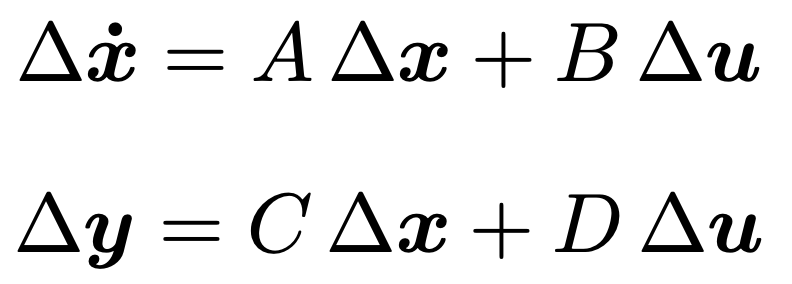 Δẋ = A Δx + B Δu
Δy = C Δx + D Δu